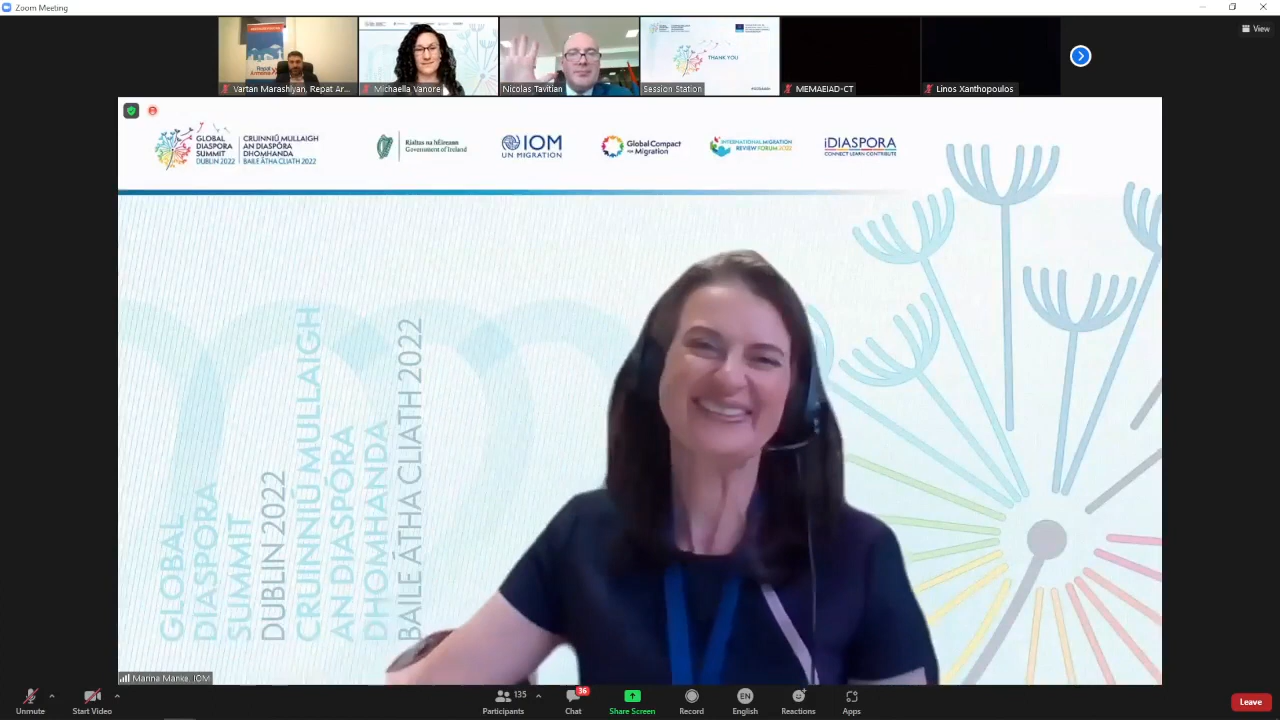 Zoom Meeting
View
Repat
Armenia
Vartan Marashlyan, Repat Ar...
Michaella Vanore
Nicolas Tavitian
THANK YOU
Session Station
MEMAEIAD-CT
Linos Xanthopoulos
GLOBAL
DIASPORA
SUMMIT
DUBLIN 2022
CRUINNIÚ MULLAIGH
AN DIASPÓRA
DHOMHANDA
BAILE ÁTHA CLIATH 2022
Rialtas na hÉireann
Government of Ireland
IOM
UN MIGRATION
Global Compact
for Migration
INTERNATIONAL MIGRATION
REVIEW FORUM 2022
iDIASPORA
CONNECT LEARN CONTRIBUTE
GLOBAL
DIASPORA
SUMMIT
DUBLIN 2022
CRUINNIÚ MULLAIGH
AN DIASPÓRA
DHOMHANDA
BAILE ÁTHA CLIATH 2022
Marina Manke, IOM
Unmute
Start Video
135
Participants
36
Chat
Share Screen
Record
EN
English
Reactions
Apps
Leave